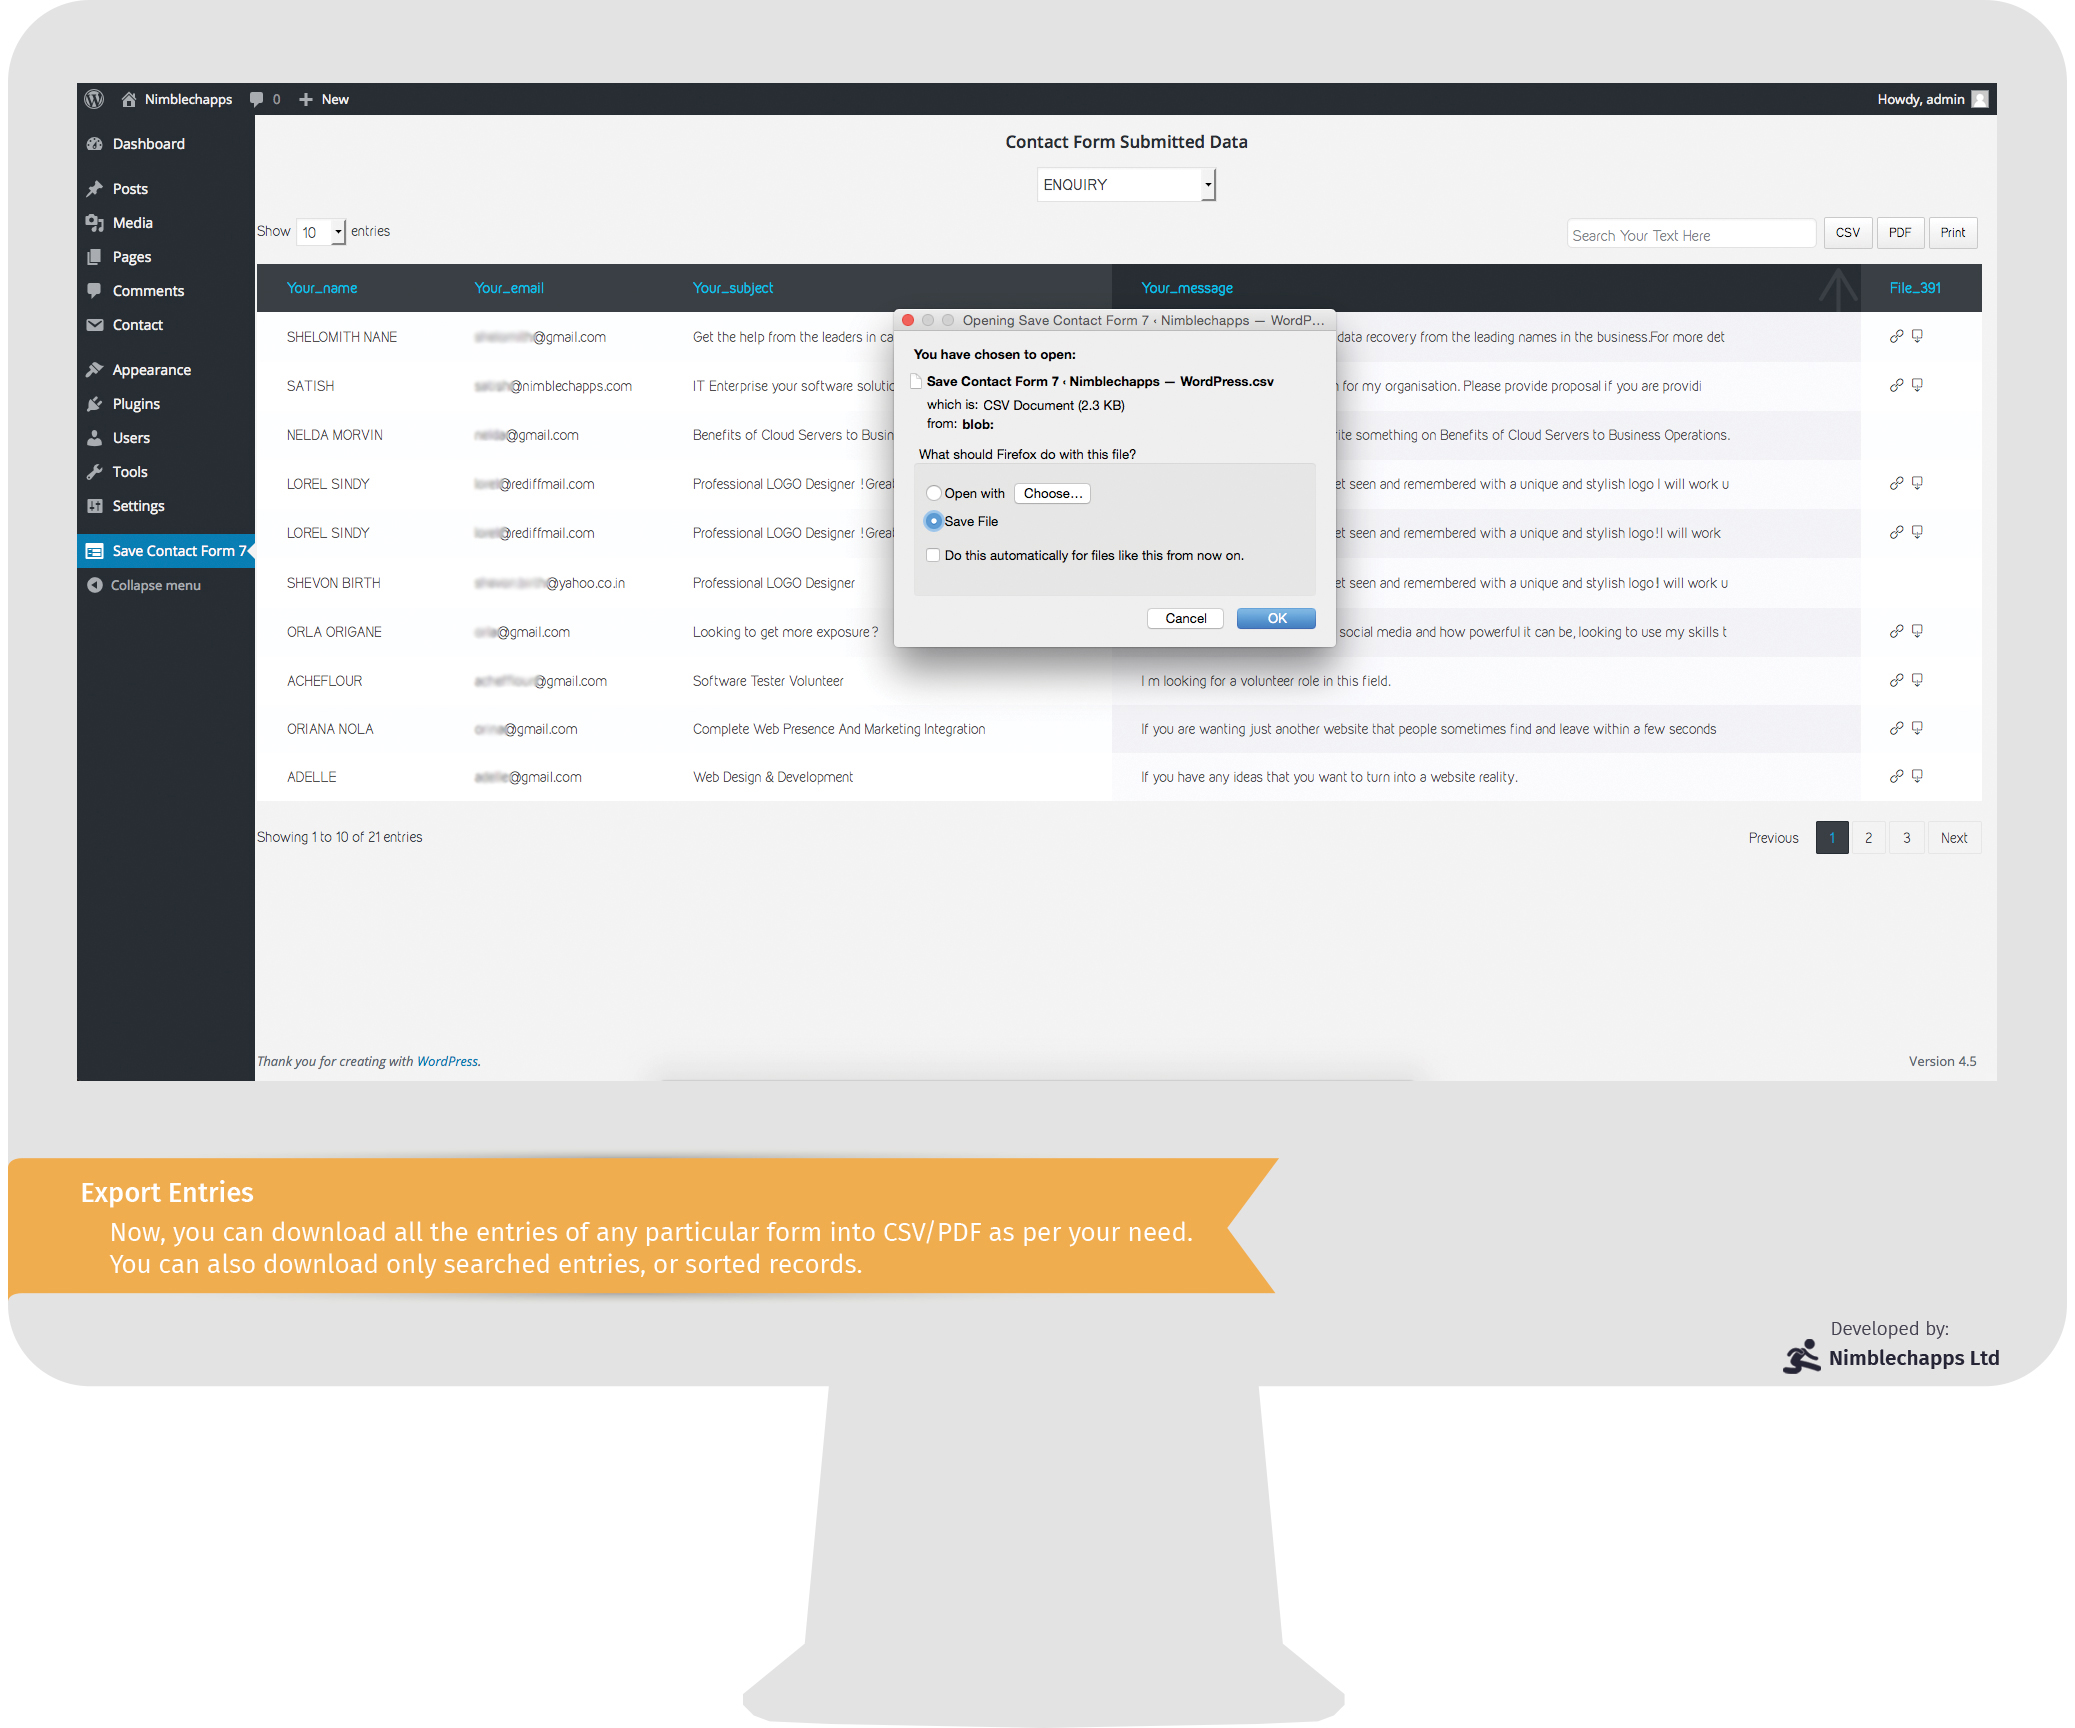 Nimblechapps 0 New Howdy, admin
Dashboard
Posts
Media
Pages
Comments
Contact
Appearance
Plugins
Users
Tools
Settings
Save Contact Form 7
Collapse menu
Contact Form Submitted Data
ENQUIRY
Show 10 entries Search Your Text Here CSV PDF Print
Your_name Your_email Your_subject Your_message File_391
SHELOMITH NANE @gmail.com Get the help from the leaders in ca data recovery from the leading names in the business.For more det
SATISH @nimblechapps.com IT Enterprise your software solutio for my organisation. Please provide proposal if you are providi
NELDA MORVIN @gmail.com Benefits of Cloud Servers to Busin ite something on Benefits of Cloud Servers to Business Operations.
LOREL SINDY @rediffmail.com Professional LOGO Designer !Grea et seen and remembered with a unique and stylish logo I will work u
LOREL SINDY @rediffmail.com Professional LOGO Designer !Grea et seen and remembered with a unique and stylish logo!I will work
SHEVON BIRTH @yahoo.co.in Professional LOGO Designer et seen and remembered with a unique and stylish logo! will work u
ORLA ORIGANE @gmail.com Looking to get more exposure? social media and how powerful it can be, looking to use my skills t
ACHEFLOUR @gmail.com Software Tester Volunteer I m looking for a volunteer role in this field.
ORIANA NOLA @gmail.com Complete Web Presence And Marketing Integration If you are wanting just another website that people sometimes find and leave within a few seconds
ADELLE @gmail.com Web Design & Development If you have any ideas that you want to turn into a website reality.
Opening Save Contact Form 7 ‹ Nimblechapps — WordP...
You have chosen to open:
Save Contact Form 7 ‹ Nimblechapps — WordPress.csv
which is: CSV Document (2.3 KB)
from: blob:
What should Firefox do with this file?
Open with Choose...
Save File
Do this automatically for files like this from now on.
Cancel OK
Showing 1 to 10 of 21 entries Previous 1 2 3 Next
Thank you for creating with WordPress. Version 4.5
Export Entries
Now, you can download all the entries of any particular form into CSV/PDF as per your need.
You can also download only searched entries, or sorted records.
Developed by:
Nimblechapps Ltd